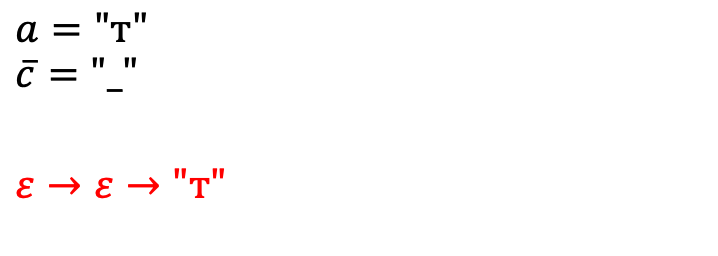 a = "т"
c̄ = "_"
ε → ε → "т"